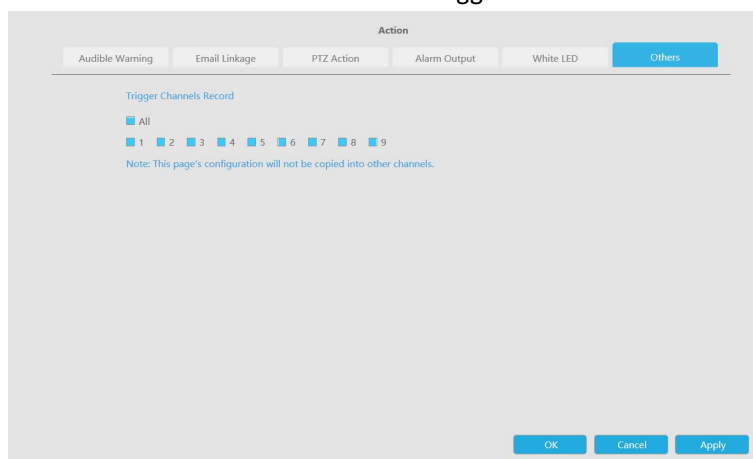 Action
Audible Warning Email Linkage PTZ Action Alarm Output White LED Others
Trigger Channels Record
All
1 2 3 4 5 6 7 8 9
Note: This page's configuration will not be copied into other channels.
OK Cancel Apply